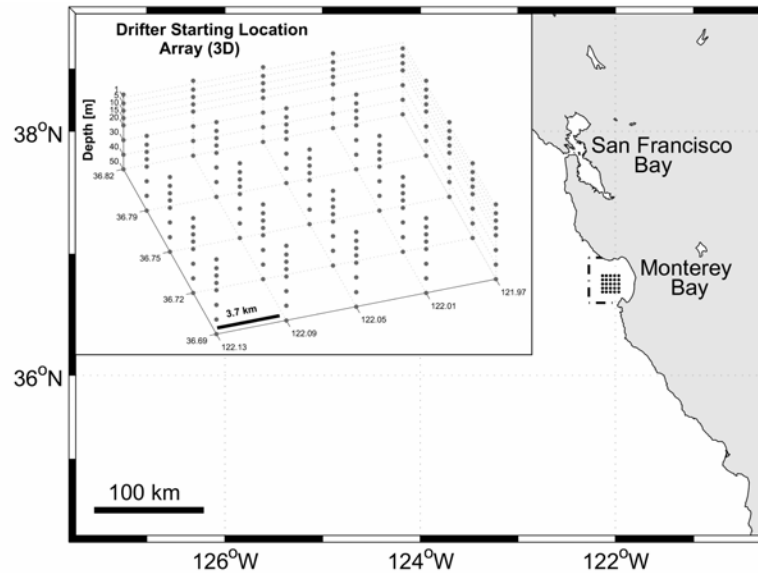 Drifter Starting Location
Array (3D)
Depth [m]
1
5
10
15
20
30
40
50
36.82
36.79
36.75
36.72
36.69
3.7 km
122.13
122.09
122.05
122.01
121.97
38°N
36°N
San Francisco
Bay
Monterey
Bay
100 km
126°W
124°W
122°W